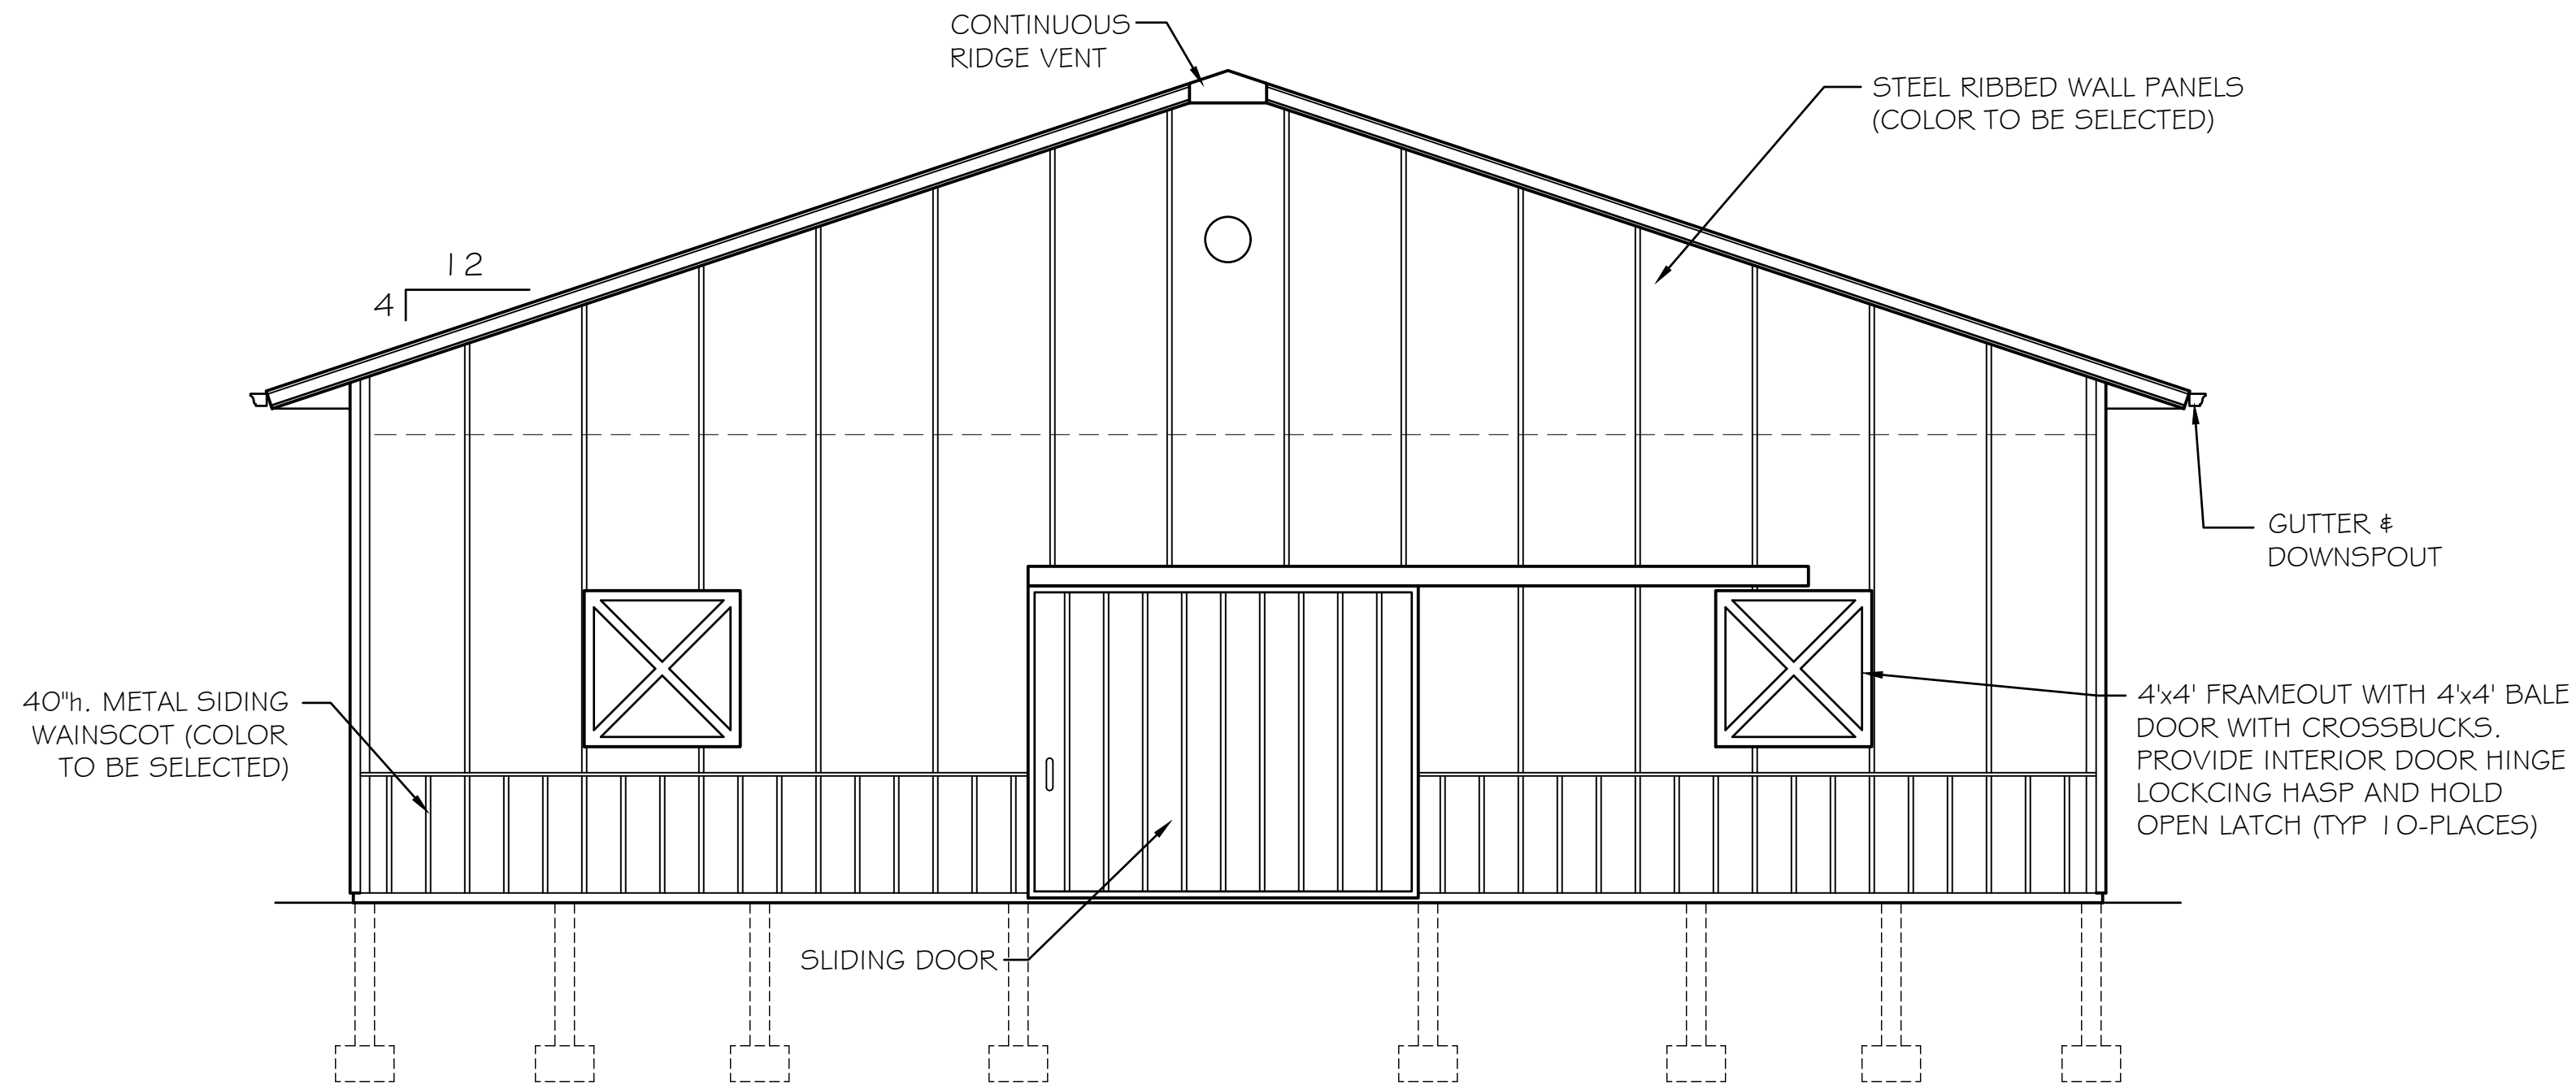 CONTINUOUS
RIDGE VENT
STEEL RIBBED WALL PANELS
(COLOR TO BE SELECTED)
12
4
GUTTER &
DOWNSPOUT
40"h. METAL SIDING
WAINSCOT (COLOR
TO BE SELECTED)
4'x4' FRAMEOUT WITH 4'x4' BALE
DOOR WITH CROSSBUCKS.
PROVIDE INTERIOR DOOR HINGE
LOCKCING HASP AND HOLD
OPEN LATCH (TYP 10-PLACES)
SLIDING DOOR